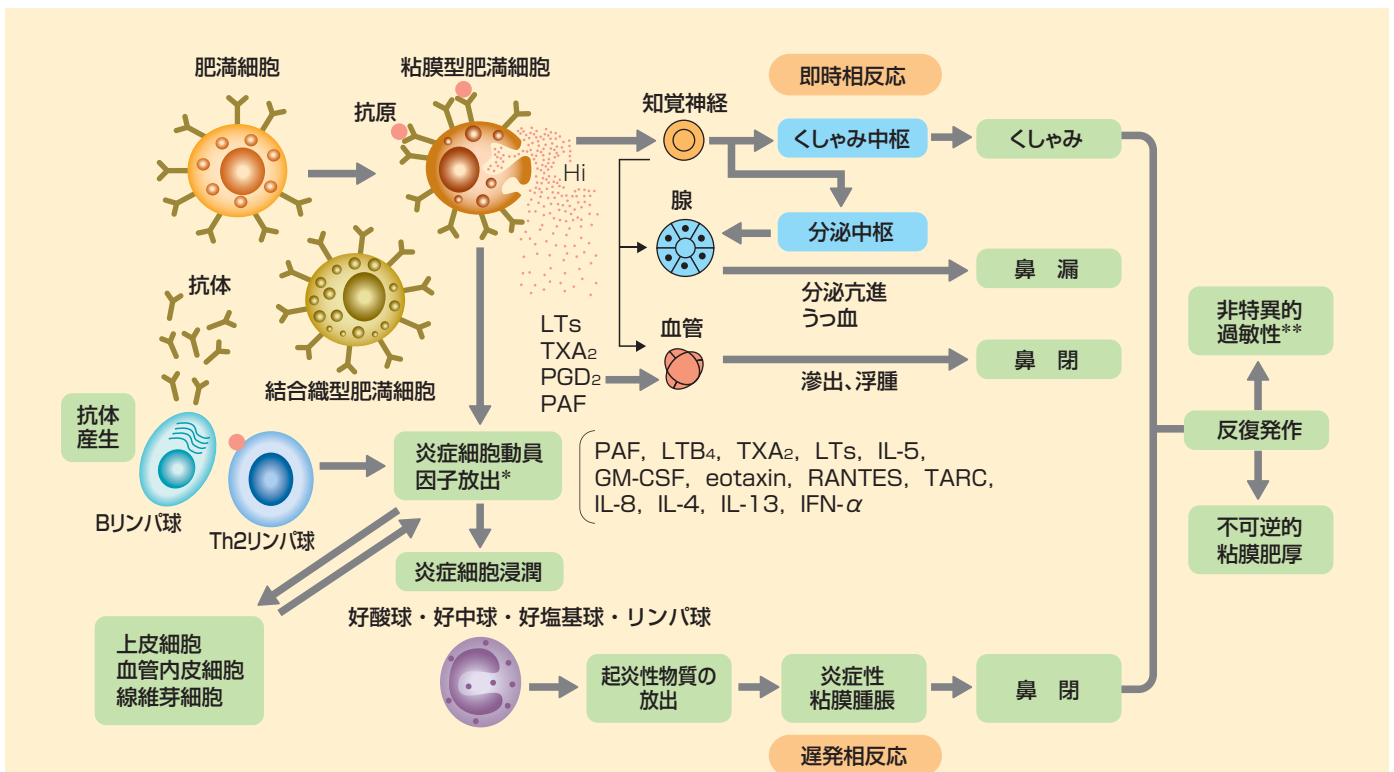 肥満細胞
粘膜型肥満細胞
即時相反応
抗原
知覚神経
くしゃみ中枢
くしゃみ
Hi
腺
分泌中枢
抗体
分泌亢進
うっ血
鼻 漏
LTs
TXA₂
PGD₂
PAF
血管
滲出、浮腫
鼻 閉
非特異的
過敏性**
結合織型肥満細胞
抗体
産生
反復発作
炎症細胞動員
因子放出*
PAF, LTB₄, TXA₂, LTs, IL-5,
GM-CSF, eotaxin, RANTES, TARC,
IL-8, IL-4, IL-13, IFN-α
Bリンパ球
Th2リンパ球
不可逆的
粘膜肥厚
炎症細胞浸潤
好酸球・好中球・好塩基球・リンパ球
上皮細胞
血管内皮細胞
線維芽細胞
起炎性物質の
放出
炎症性
粘膜腫脹
鼻 閉
遅発相反応